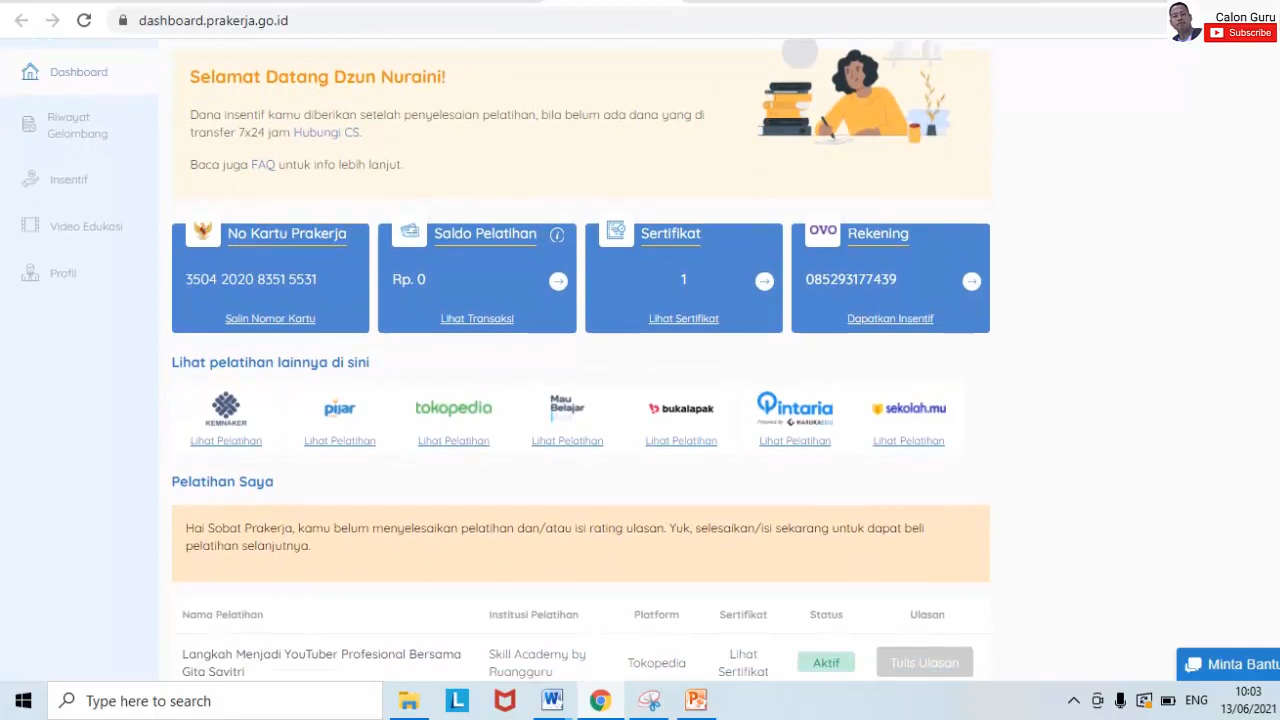 dashboard.prakerja.go.id
Calon Guru
Subscribe
Dashboard
Riwayat
Gelombang
Insentif
Video Edukasi
Profil
Selamat Datang Dzun Nuraini!
Dana insentif kamu diberikan setelah penyelesaian pelatihan, bila belum ada dana yang di
transfer 7x24 jam Hubungi CS.
Baca juga FAQ untuk info lebih lanjut.
No Kartu Prakerja
3504 2020 8351 5531
Salin Nomor Kartu
Saldo Pelatihan
Rp. 0
Lihat Transaksi
Sertifikat
1
Lihat Sertifikat
OVO
Rekening
085293177439
Dapatkan Insentif
Lihat pelatihan lainnya di sini
KEMNAKER
Lihat Pelatihan
pijar
Lihat Pelatihan
tokopedia
Lihat Pelatihan
Mau
Belajar
Lihat Pelatihan
bukalapak
Lihat Pelatihan
Pintaria
Powered By HARUKAEDU
Lihat Pelatihan
sekolah.mu
Lihat Pelatihan
Pelatihan Saya
Hai Sobat Prakerja, kamu belum menyelesaikan pelatihan dan/atau isi rating ulasan. Yuk, selesaikan/isi sekarang untuk dapat beli
pelatihan selanjutnya.
Nama Pelatihan Institusi Pelatihan Platform Sertifikat Status Ulasan
Langkah Menjadi YouTuber Profesional Bersama
Gita Savitri
Skill Academy by
Ruangguru
Tokopedia
Lihat
Sertifikat
Aktif
Tulis Ulasan
Minta Bantu
Type here to search
ENG
10:03
13/06/2021